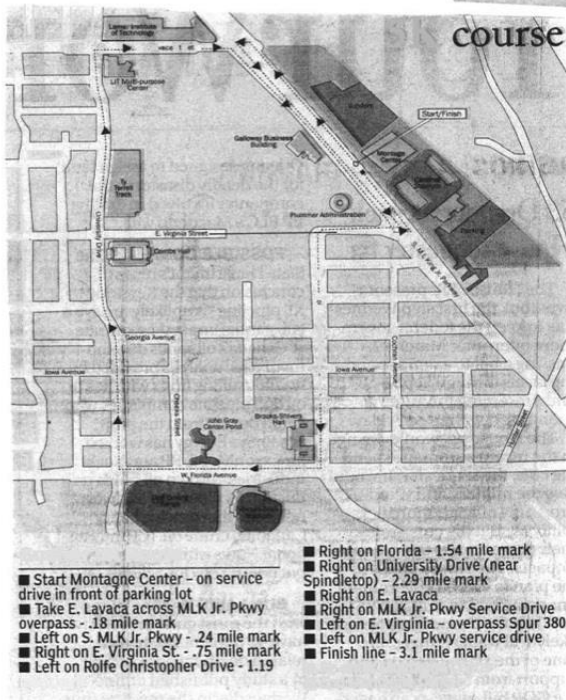 course
Lamar Institute
of Technology
LIT Multi-purpose
Center
Start/Finish
Galloway Business
Building
Montagne
Center
Ty
Terrell
Track
Plummer Administration
E. Virginia Street
University Drive
Parking
S. MLK Jr. Parkway
Georgia Avenue
Iowa Avenue
Iowa Avenue
John Gray
Center Pond
Brooks-Shivers
Hall
W. Florida Avenue
■ Start Montagne Center – on service
drive in front of parking lot
■ Take E. Lavaca across MLK Jr. Pkwy
overpass - .18 mile mark
■ Left on S. MLK Jr. Pkwy - .24 mile mark
■ Right on E. Virginia St. - .75 mile mark
■ Left on Rolfe Christopher Drive - 1.19
■ Right on Florida – 1.54 mile mark
■ Right on University Drive (near
Spindletop) – 2.29 mile mark
■ Right on E. Lavaca
■ Right on MLK Jr. Pkwy Service Drive
■ Left on E. Virginia – overpass Spur 380
■ Left on MLK Jr. Pkwy service drive
■ Finish line – 3.1 mile mark